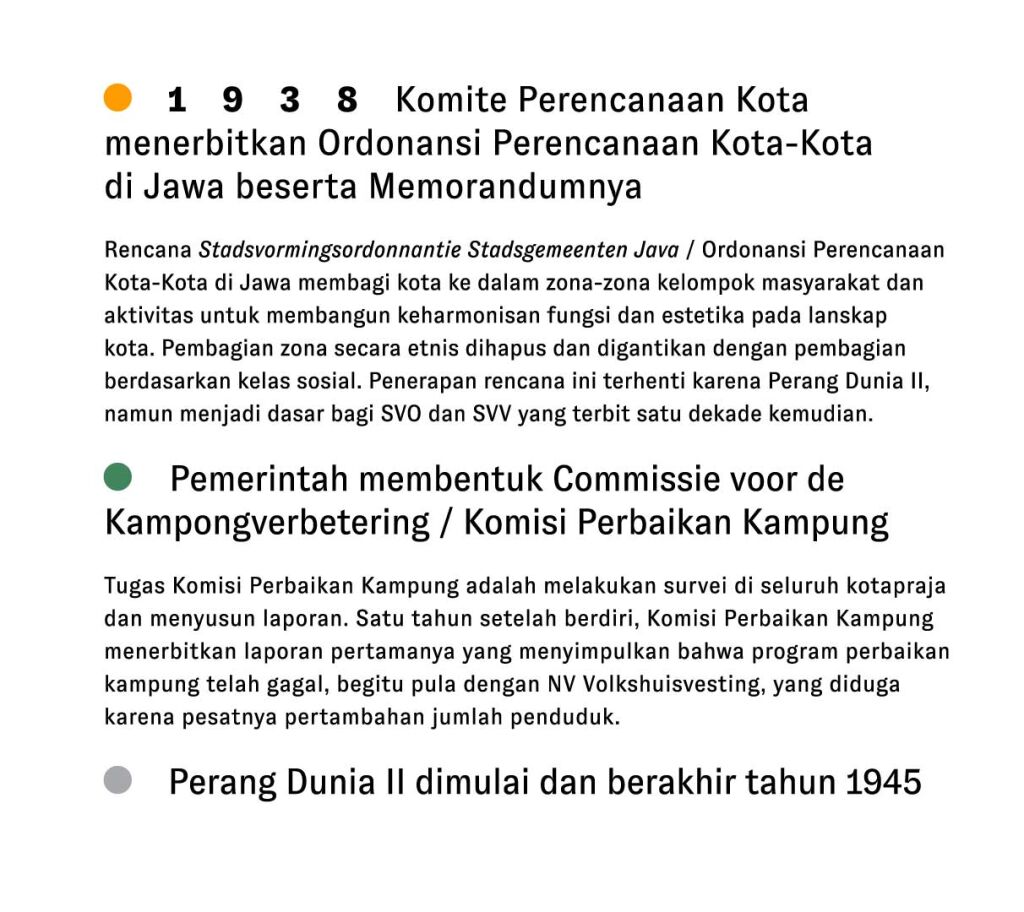 1 9 3 8 Komite Perencanaan Kota
menerbitkan Ordonansi Perencanaan Kota-Kota
di Jawa beserta Memorandumnya
Rencana Stadsvormingsordonnantie Stadsgemeenten Java / Ordonansi Perencanaan
Kota-Kota di Jawa membagi kota ke dalam zona-zona kelompok masyarakat dan
aktivitas untuk membangun keharmonisan fungsi dan estetika pada lanskap
kota. Pembagian zona secara etnis dihapus dan digantikan dengan pembagian
berdasarkan kelas sosial. Penerapan rencana ini terhenti karena Perang Dunia II,
namun menjadi dasar bagi SVO dan SVV yang terbit satu dekade kemudian.
Pemerintah membentuk Commissie voor de
Kampongverbetering / Komisi Perbaikan Kampung
Tugas Komisi Perbaikan Kampung adalah melakukan survei di seluruh kotapraja
dan menyusun laporan. Satu tahun setelah berdiri, Komisi Perbaikan Kampung
menerbitkan laporan pertamanya yang menyimpulkan bahwa program perbaikan
kampung telah gagal, begitu pula dengan NV Volkshuisvesting, yang diduga
karena pesatnya pertambahan jumlah penduduk.
Perang Dunia II dimulai dan berakhir tahun 1945